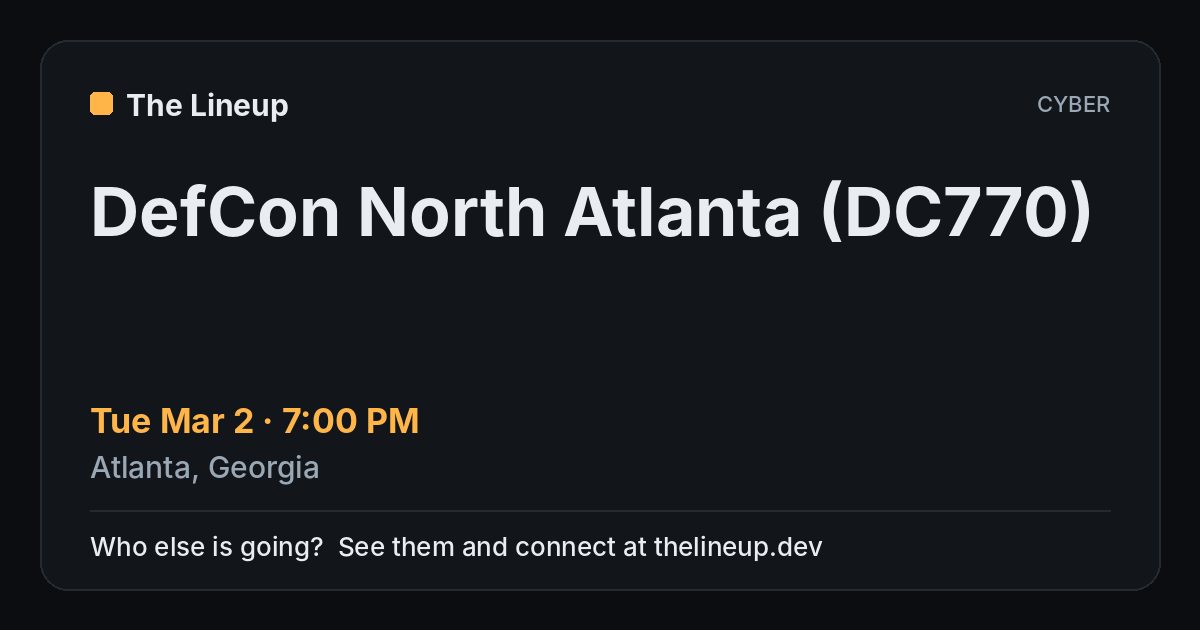 The Lineup
CYBER
DefCon North Atlanta (DC770)
Tue Mar 2 · 7:00 PM
Atlanta, Georgia
Who else is going?  See them and connect at thelineup.dev